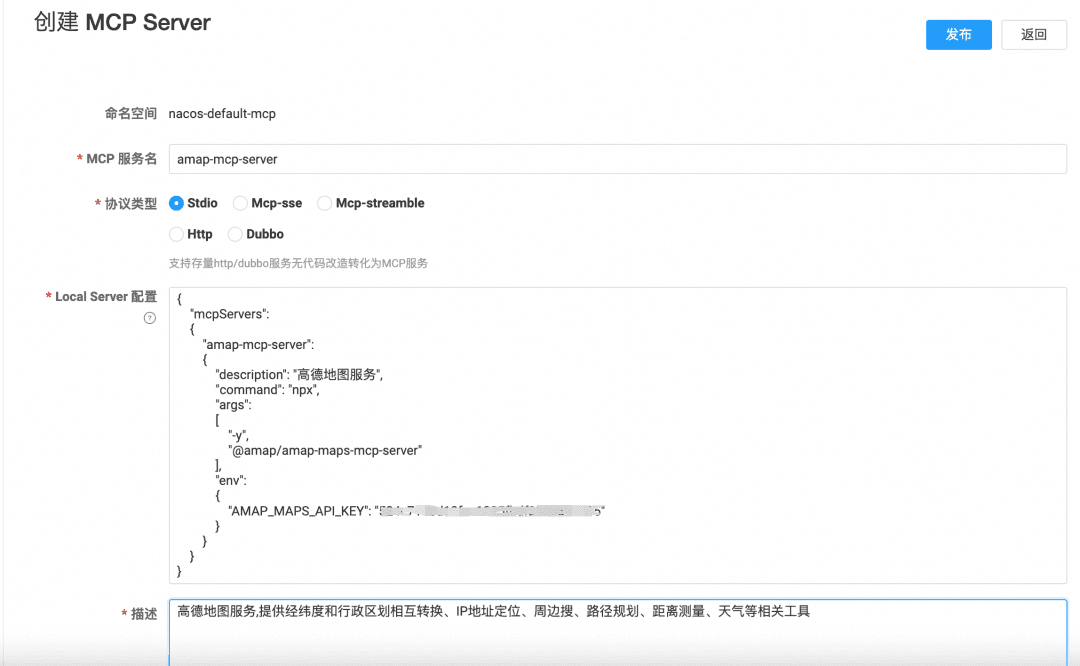 创建 MCP Server
发布
返回
命名空间 nacos-default-mcp
* MCP 服务名 amap-mcp-server
* 协议类型 Stdio Mcp-sse Mcp-streamble
Http Dubbo
支持存量http/dubbo服务无代码改造转化为MCP服务
* Local Server 配置
?
{
"mcpServers":
{
"amap-mcp-server":
{
"description": "高德地图服务",
"command": "npx",
"args":
[
"-y",
"@amap/amap-maps-mcp-server"
],
"env":
{
"AMAP_MAPS_API_KEY":
}
}
}
}
* 描述 高德地图服务,提供经纬度和行政区划相互转换、IP地址定位、周边搜、路径规划、距离测量、天气等相关工具